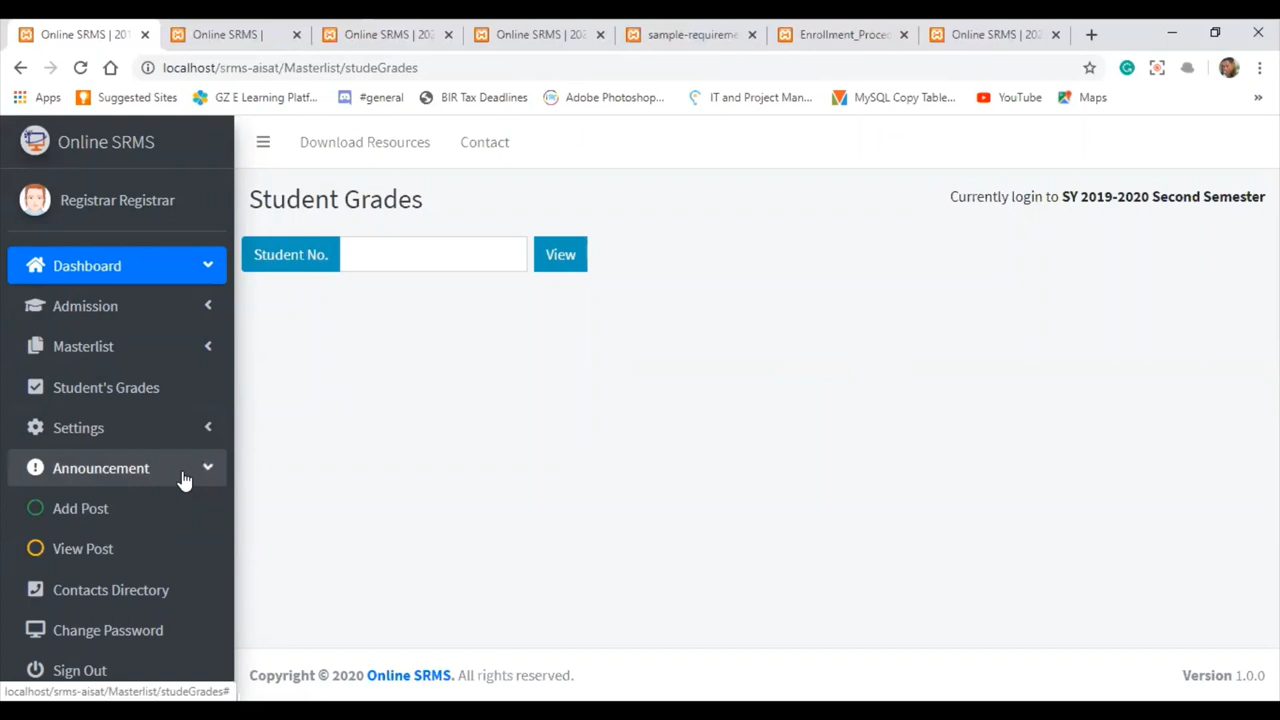 Online SRMS | 201
Online SRMS |
Online SRMS | 202
Online SRMS | 202
sample-requireme
Enrollment_Proce
Online SRMS | 202
localhost/srms-aisat/Masterlist/studeGrades
Apps
Suggested Sites
GZ E Learning Platf...
#general
BIR Tax Deadlines
Adobe Photoshop...
IT and Project Man...
MySQL Copy Table...
YouTube
Maps
»
Online SRMS
Download Resources
Contact
Registrar Registrar
Student Grades
Currently login to SY 2019-2020 Second Semester
Student No.
View
Dashboard
Admission
Masterlist
Student's Grades
Settings
Announcement
Add Post
View Post
Contacts Directory
Change Password
Sign Out
Copyright © 2020 Online SRMS. All rights reserved.
Version 1.0.0
localhost/srms-aisat/Masterlist/studeGrades#